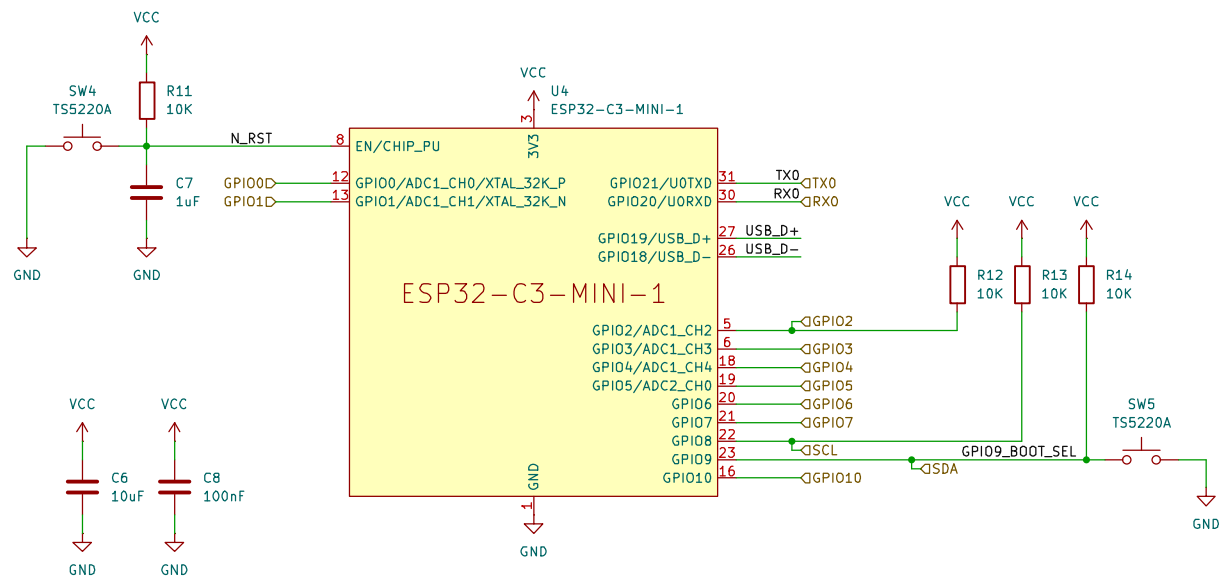 VCC
SW4
TS5220A
R11
10K
N_RST
C7
1uF
GND
GND
GPIO0
GPIO1
VCC
U4
ESP32-C3-MINI-1
3
3V3
8
EN/CHIP_PU
12
GPIO0/ADC1_CH0/XTAL_32K_P
13
GPIO1/ADC1_CH1/XTAL_32K_N
GPIO21/U0TXD
31
TX0
TX0
GPIO20/U0RXD
30
RX0
RX0
GPIO19/USB_D+
27
USB_D+
GPIO18/USB_D-
26
USB_D-
ESP32-C3-MINI-1
GPIO2/ADC1_CH2
5
GPIO2
GPIO3/ADC1_CH3
6
GPIO3
GPIO4/ADC1_CH4
18
GPIO4
GPIO5/ADC2_CH0
19
GPIO5
GPIO6
20
GPIO6
GPIO7
21
GPIO7
GPIO8
22
SCL
GPIO9
23
GPIO9_BOOT_SEL
SDA
GPIO10
16
GPIO10
GND
1
GND
VCC
R12
10K
VCC
R13
10K
VCC
R14
10K
SW5
TS5220A
GND
VCC
C6
10uF
GND
VCC
C8
100nF
GND